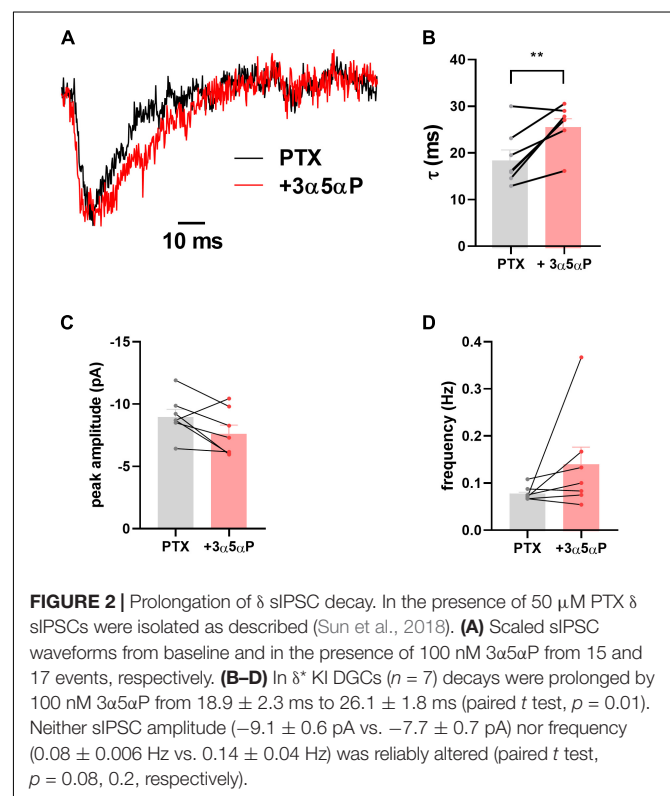 A
PTX
+3α5αP
10 ms
B
**
40
30
20
10
0
τ (ms)
PTX + 3α5αP
C
-15
-10
-5
0
peak amplitude (pA)
PTX +3α5αP
D
0.4
0.3
0.2
0.1
0.0
frequency (Hz)
PTX +3α5αP
FIGURE 2 | Prolongation of δ sIPSC decay. In the presence of 50 μM PTX δ
sIPSCs were isolated as described (Sun et al., 2018). (A) Scaled sIPSC
waveforms from baseline and in the presence of 100 nM 3α5αP from 15 and
17 events, respectively. (B–D) In δ* KI DGCs (n = 7) decays were prolonged by
100 nM 3α5αP from 18.9 ± 2.3 ms to 26.1 ± 1.8 ms (paired t test, p = 0.01).
Neither sIPSC amplitude (−9.1 ± 0.6 pA vs. −7.7 ± 0.7 pA) nor frequency
(0.08 ± 0.006 Hz vs. 0.14 ± 0.04 Hz) was reliably altered (paired t test,
p = 0.08, 0.2, respectively).